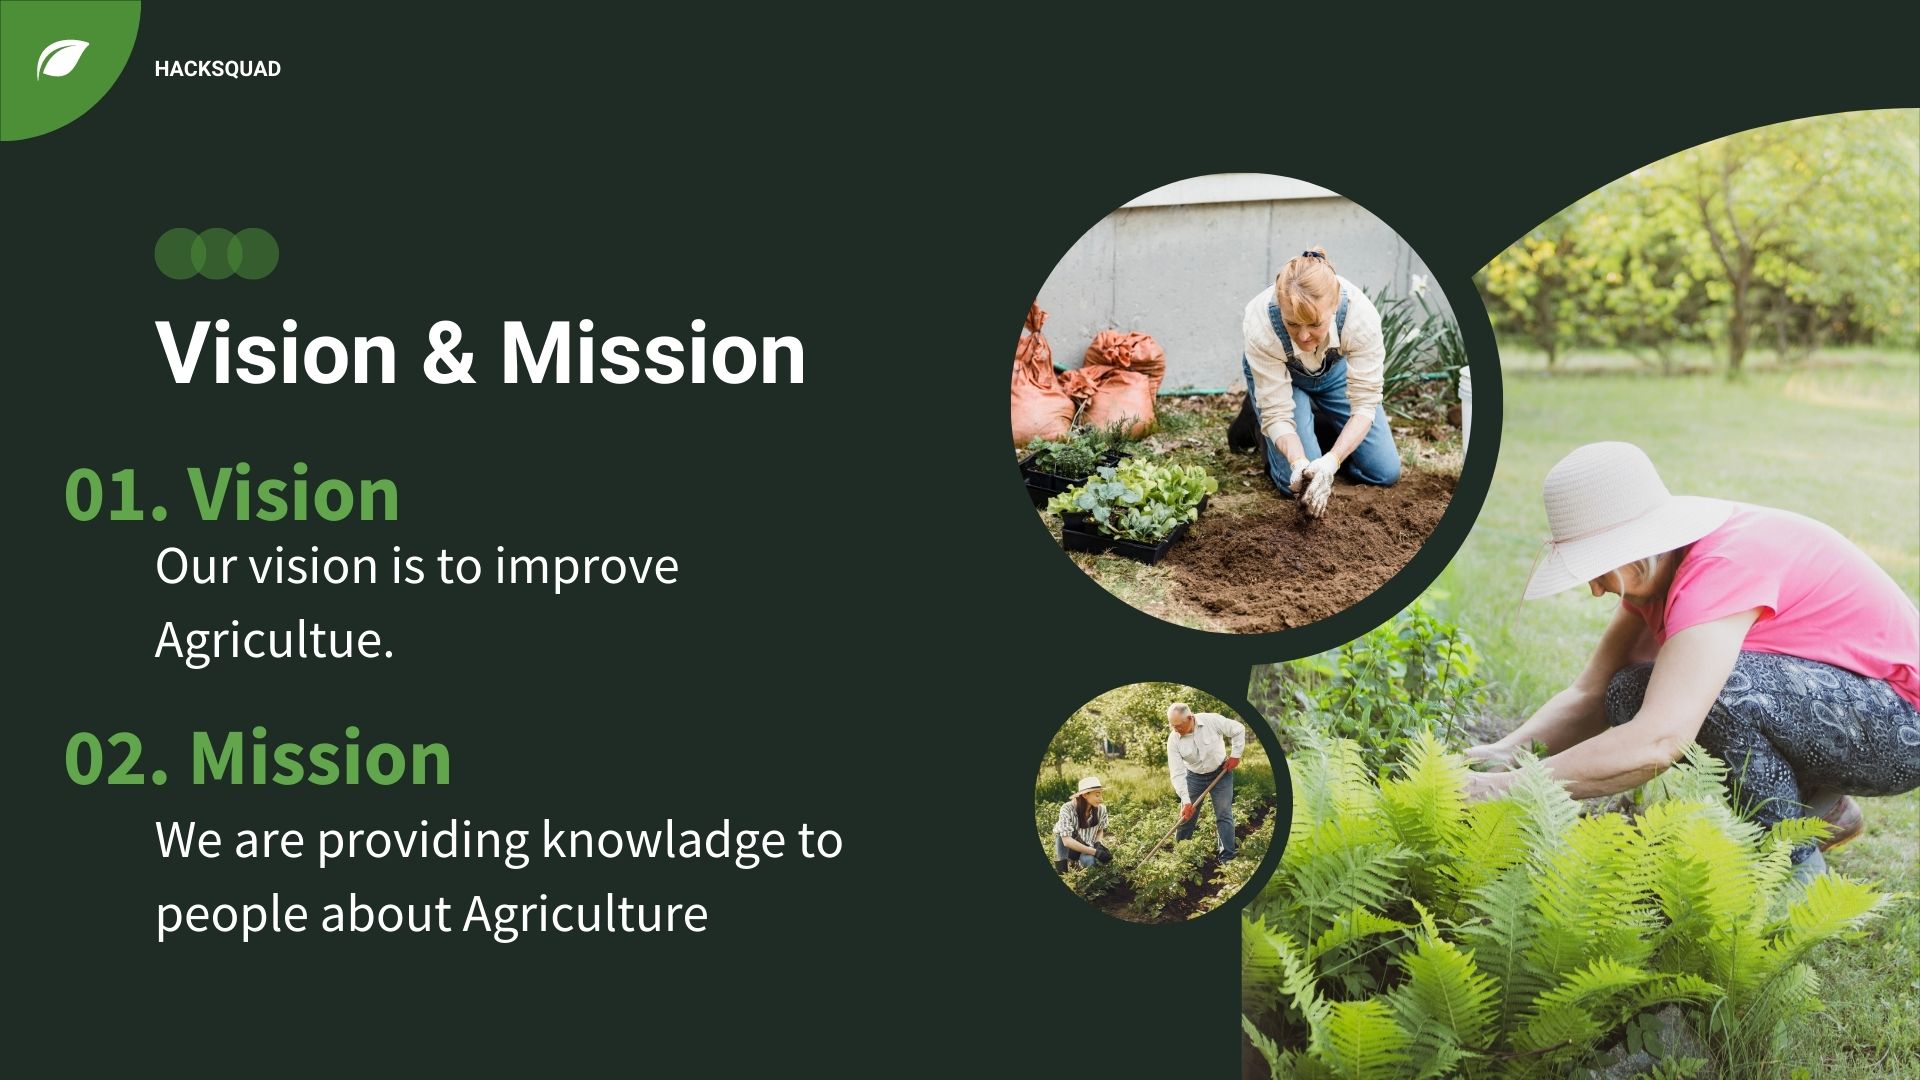 HACKSQUAD
Vision & Mission
01. Vision
Our vision is to improve
Agricultue.
02. Mission
We are providing knowladge to
people about Agriculture